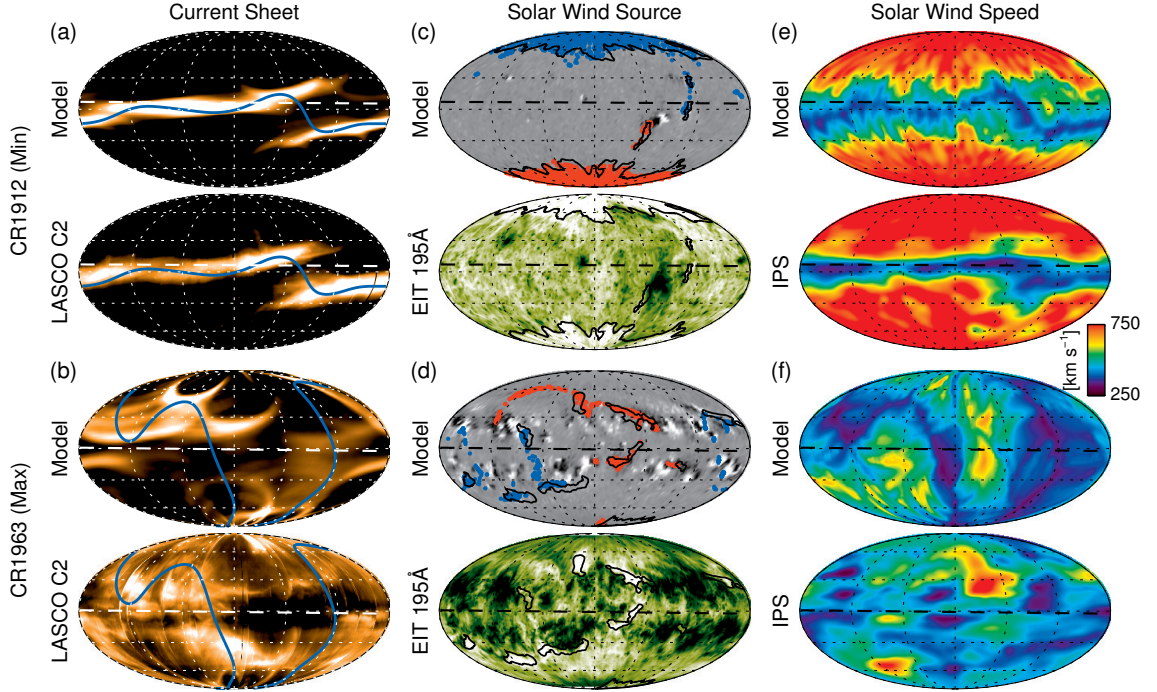 Current Sheet
Solar Wind Source
Solar Wind Speed
CR1912 (Min)
(a)
Model
LASCO C2
(c)
Model
EIT 195Å
(e)
Model
IPS
750
[km s⁻¹]
250
CR1963 (Max)
(b)
Model
LASCO C2
(d)
Model
EIT 195Å
(f)
Model
IPS